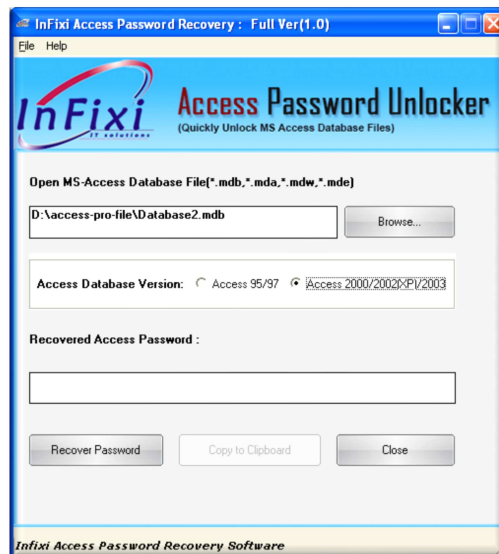 InFixi Access Password Recovery : Full Ver(1.0)
File Help
InFixi
IT solutions
Access Password Unlocker
(Quickly Unlock MS Access Database Files)
Open MS-Access Database File(*.mdb,*.mda,*.mdw,*.mde)
D:\access-pro-file\Database2.mdb
Browse...
Access Database Version: Access 95/97 Access 2000/2002(XP)/2003
Recovered Access Password :
Recover Password Copy to Clipboard Close
Infixi Access Password Recovery Software